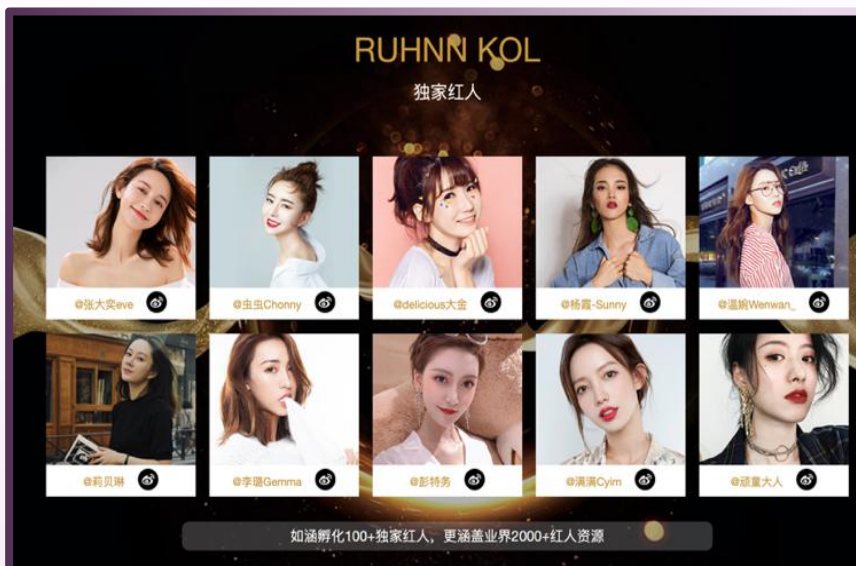 RUHNN KOL
独家红人
@张大奕eve
@虫虫Chonny
@delicious大金
@杨霞-Sunny
@温婉Wenwan_
@莉贝琳
@李璐Gemma
@彭特务
@满满Cyim
@顽童大人
如涵孵化100+独家红人，更涵盖业界2000+红人资源